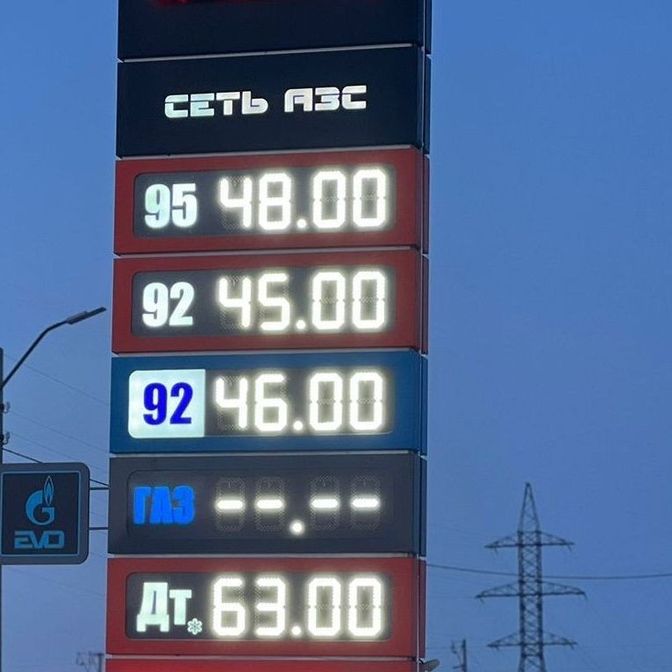 СЕТЬ АЗС
95 48.00
92 45.00
92 46.00
ГАЗ --.--
EVO
Дт* 63.00